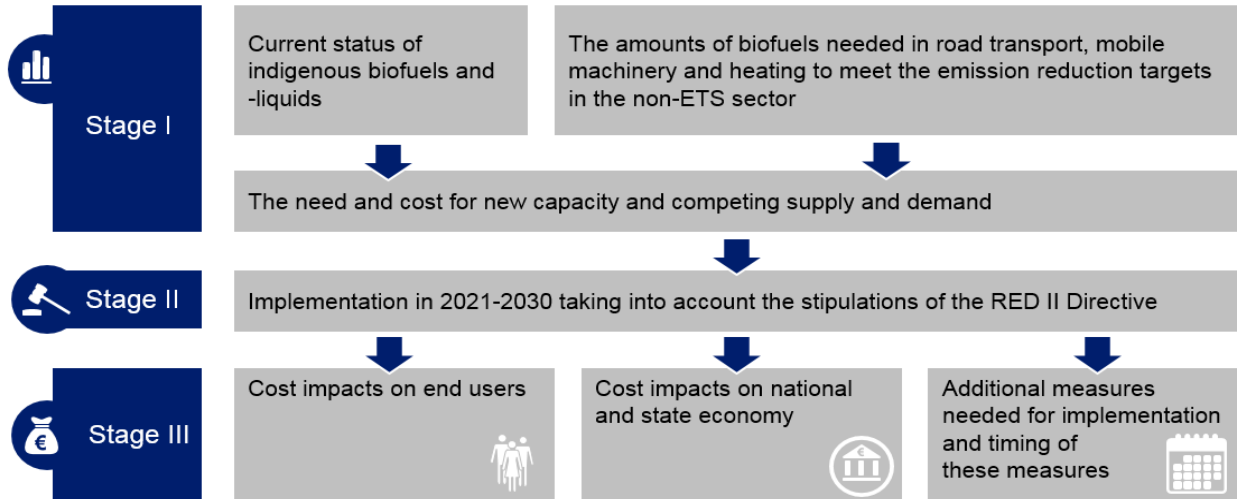 Stage I
Current status of
indigenous biofuels and
-liquids
The amounts of biofuels needed in road transport, mobile
machinery and heating to meet the emission reduction targets
in the non-ETS sector
The need and cost for new capacity and competing supply and demand
Stage II
Implementation in 2021-2030 taking into account the stipulations of the RED II Directive
Stage III
Cost impacts on end users
Cost impacts on national
and state economy
Additional measures
needed for implementation
and timing of
these measures